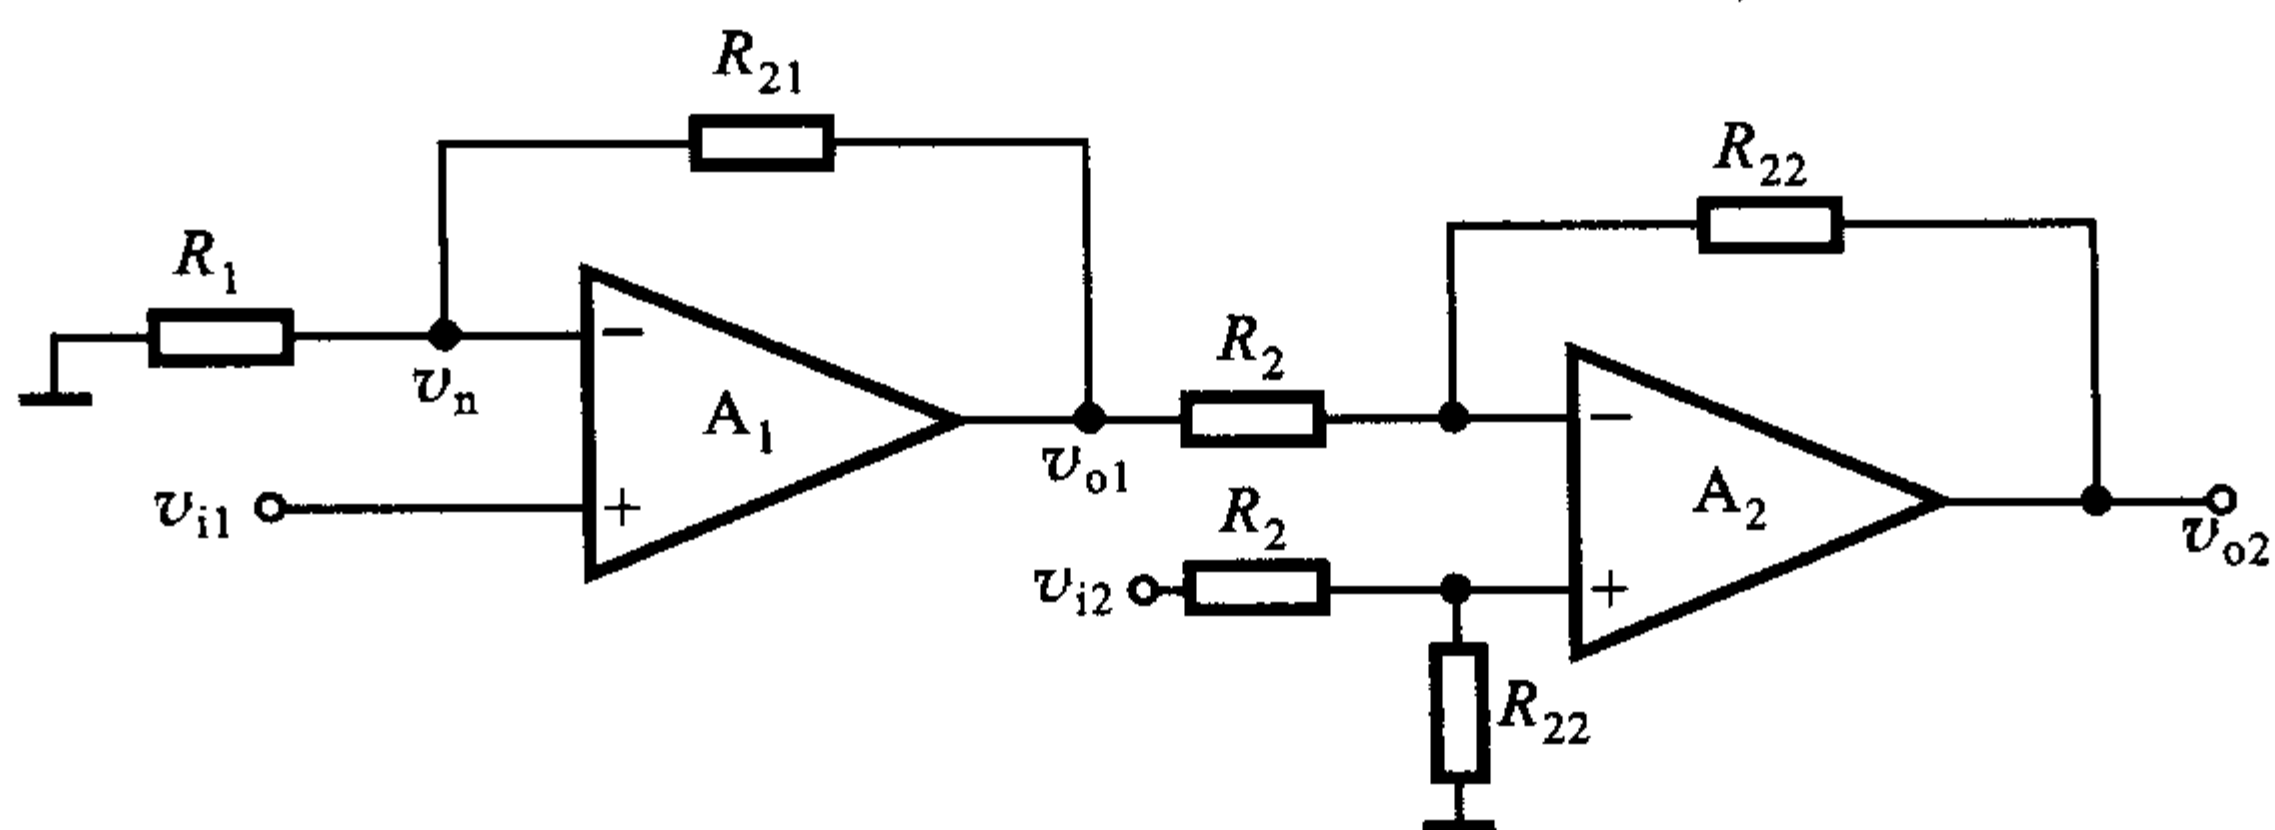 R₂₁
R₂₂
R₁
−
vₙ
A₁
vₒ₁
R₂
−
vᵢ₁
+
R₂
A₂
vₒ₂
vᵢ₂
+
R₂₂